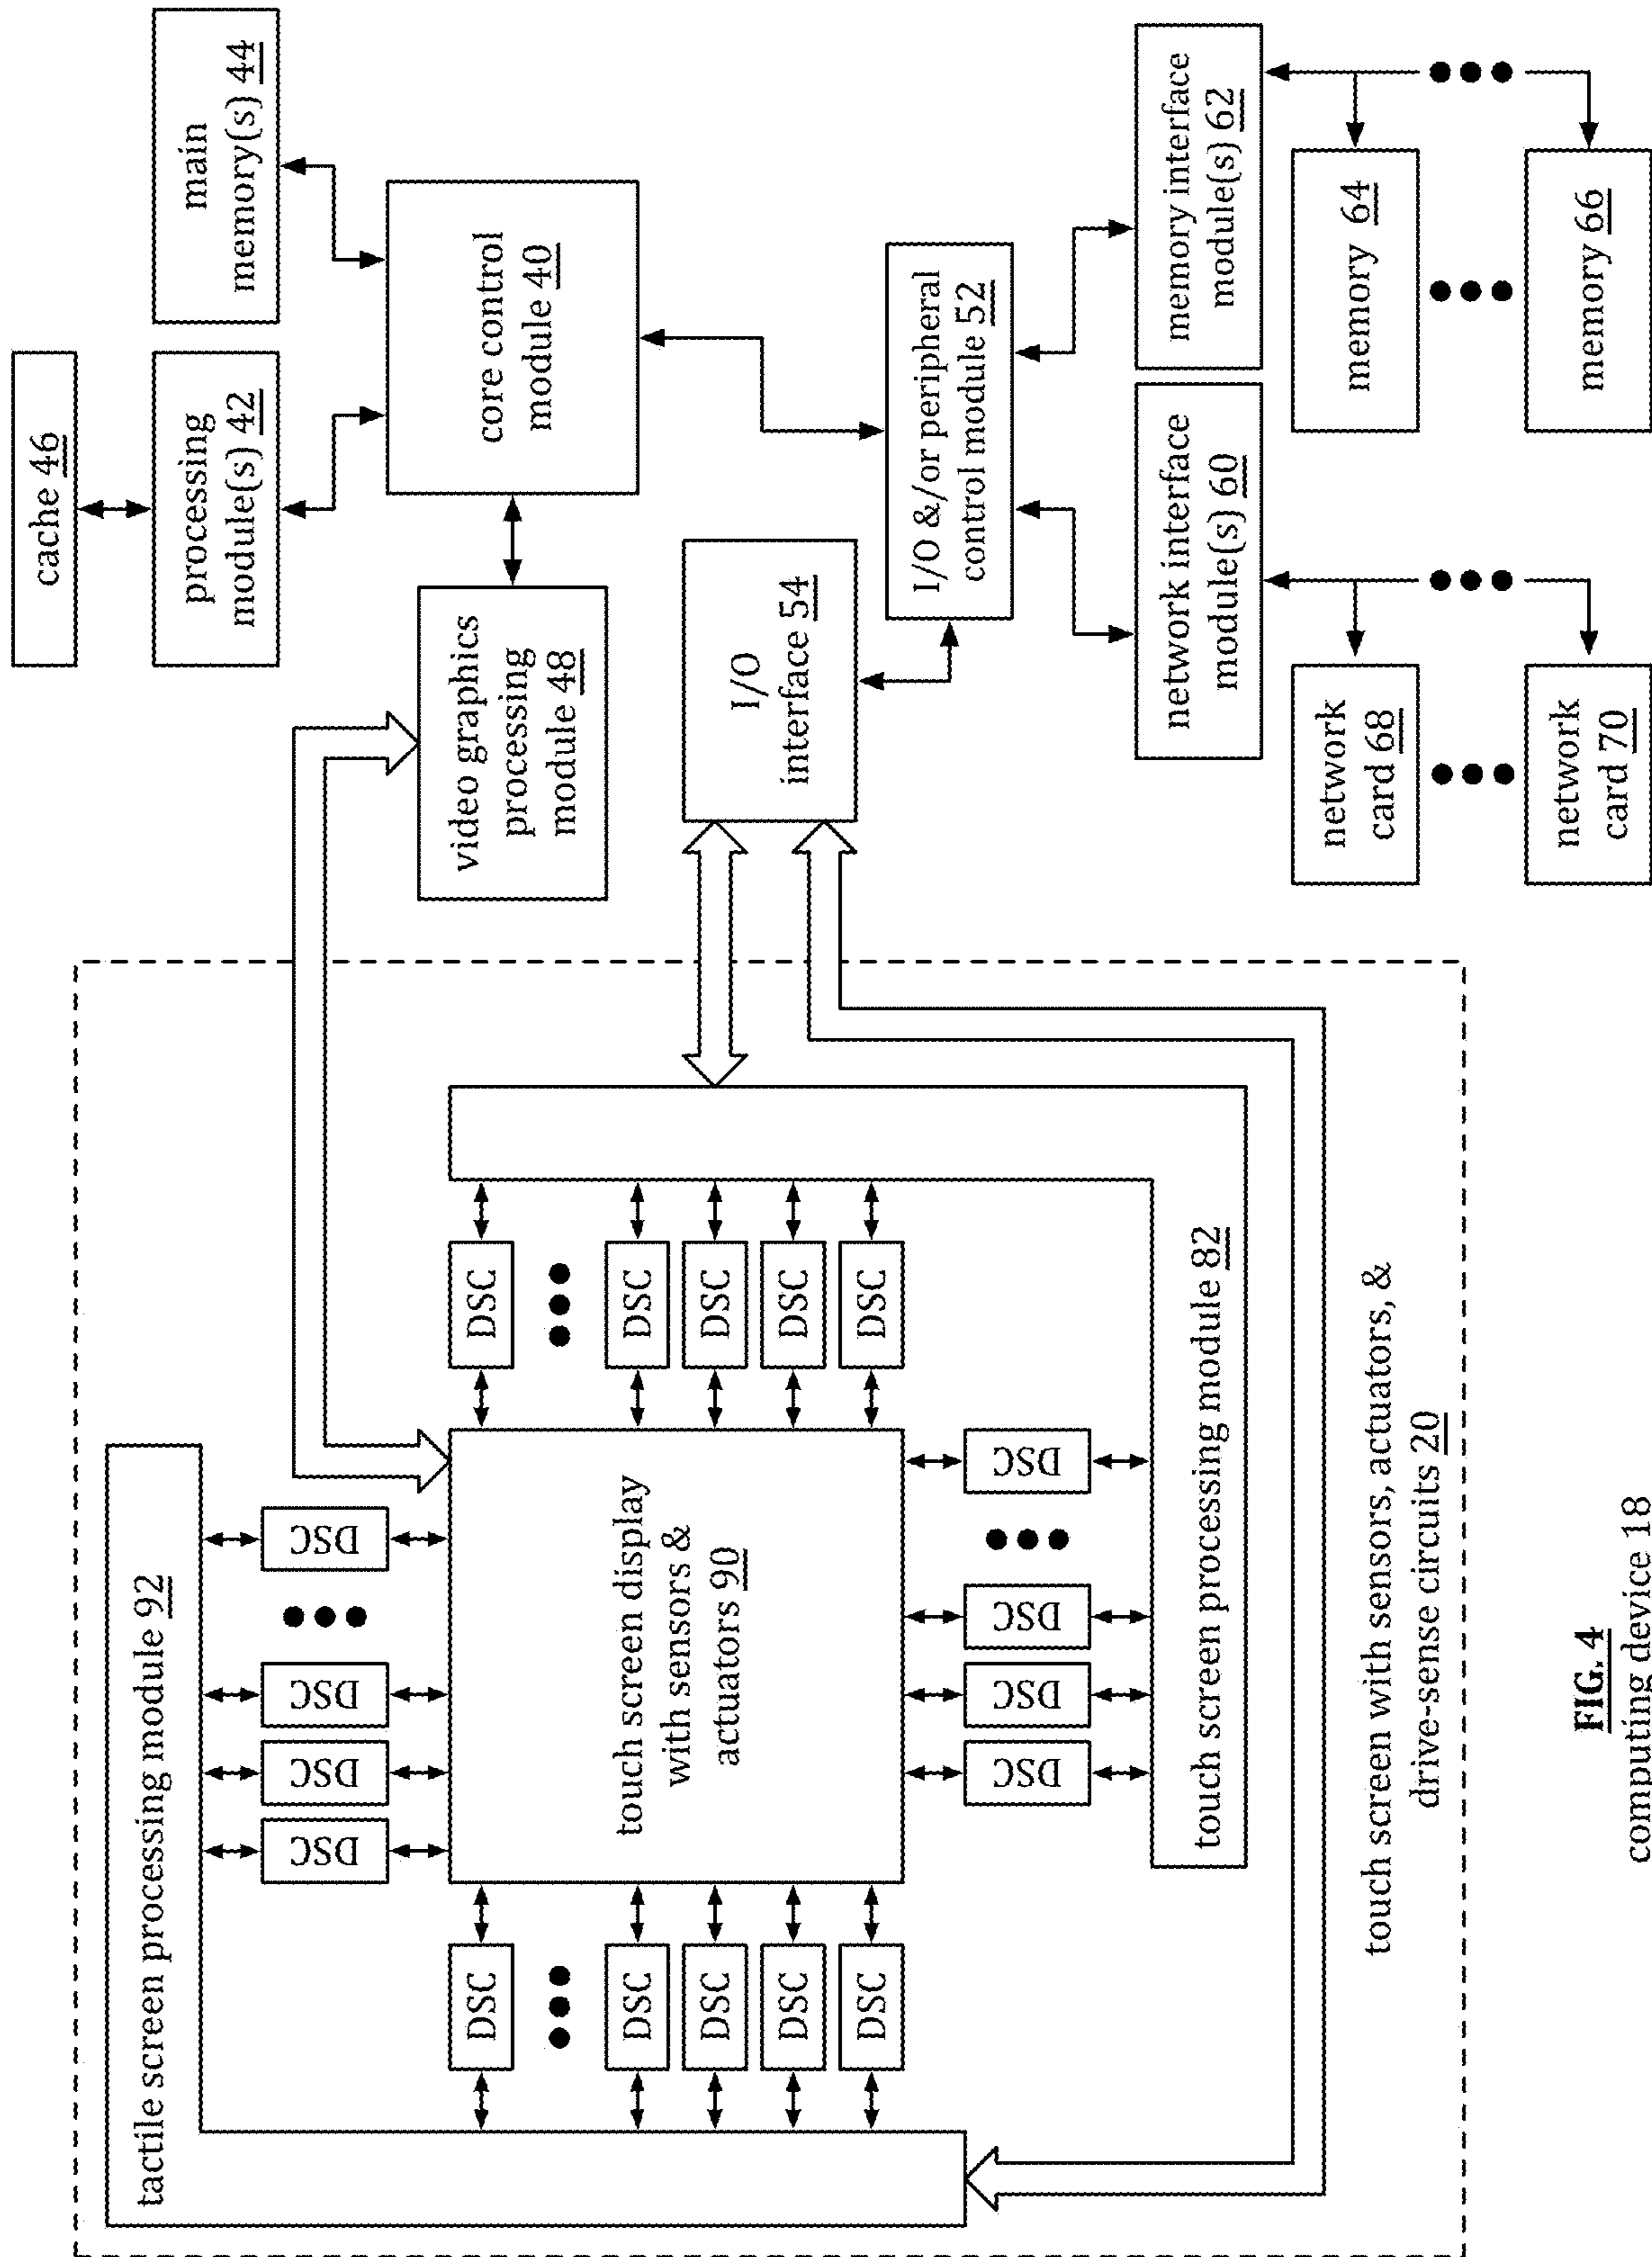 cache 46
processing
module(s) 42
main
memory(s) 44
core control
module 40
video graphics
processing
module 48
I/O
interface 54
I/O &/or peripheral
control module 52
network interface
module(s) 60
memory interface
module(s) 62
network
card 68
network
card 70
memory 64
memory 66
tactile screen processing module 92
DSC
DSC
DSC
DSC
DSC
DSC
DSC
DSC
DSC
touch screen display
with sensors &
actuators 90
DSC
DSC
DSC
DSC
DSC
DSC
DSC
DSC
DSC
touch screen processing module 82
touch screen with sensors, actuators, &
drive-sense circuits 20
FIG. 4
computing device 18